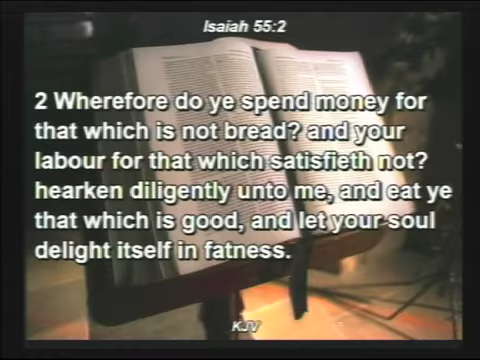 Isaiah 55:2
2 Wherefore do ye spend money for
that which is not bread? and your
labour for that which satisfieth not?
hearken diligently unto me, and eat ye
that which is good, and let your soul
delight itself in fatness.
KJV